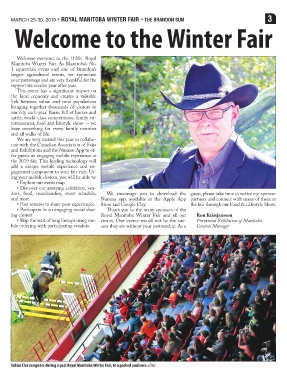 MARCH 25-30, 2019 • ROYAL MANITOBA WINTER FAIR • THE BRANDON SUN
3
Welcome to the Winter Fair
Welcome everyone to the 112th Royal
Manitoba Winter Fair. As Manitoba's No.
1 equestrian event and one of Brandon's
largest agricultural events, we appreciate
your patronage and are very thankful for the
support we receive year after year.
This event has a significant impact on
the local economy and creates a valuable
link between urban and rural populations
bringing together thousands of visitors to
our city each year. Barns full of horses and
cattle, world-class competitions, family en-
tertainment, food and lifestyle show — we
have something for every family member
and all walks of life.
We are very excited this year to collabo-
rate with the Canadian Association of Fairs
and Exhibitions and the Numaa App to of-
fer guests an engaging mobile experience at
the 2019 fair. This leading technology will
add a unique mobile experience and en-
gagement component to your fair visit. Us-
ing your mobile devices, you will be able to:
• Explore our event map
• Discover our amazing exhibitors, ven-
dors, food, merchandise, event schedule,
and more
• Post reviews to share your experiences
• Participate in an engaging social shar-
ing contest
• Skip the wait of long lineups using mo-
bile ordering with participating vendors
We encourage you to download the
Numaa app, available at the Apple App
Store and Google Play.
Thank you to the many sponsors of the
Royal Manitoba Winter Fair and all our
events. Our events would not be the suc-
cess they are without your partnership. As a
guest, please take time to notice our sponsor
partners and connect with many of them at
the fair through our Food & Lifestyle Show.
Ron Kristjansson
Provincial Exhibition of Manitoba
General Manager
competes during a past Royal Manitoba Winter Fair, to a packed audience. (File)